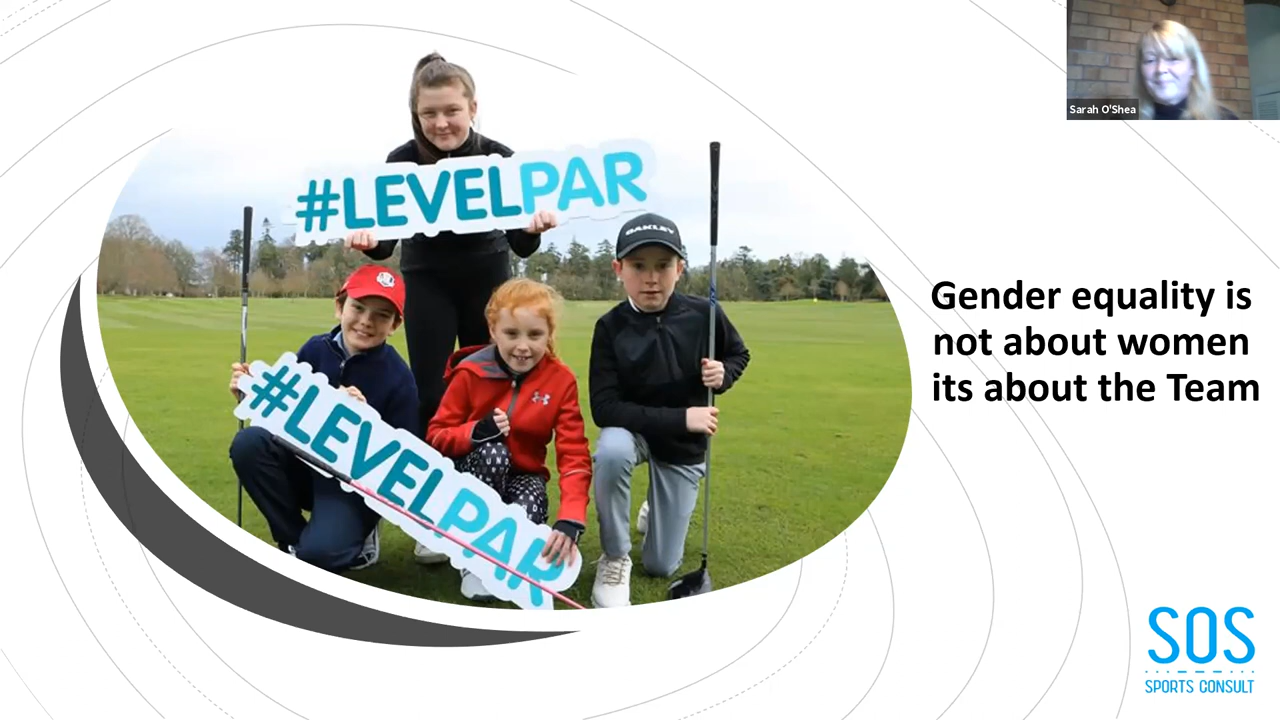 Sarah O'Shea
#LEVELPAR
OAKLEY
#LEVELPAR
Gender equality is
not about women
its about the Team
SOS
SPORTS CONSULT